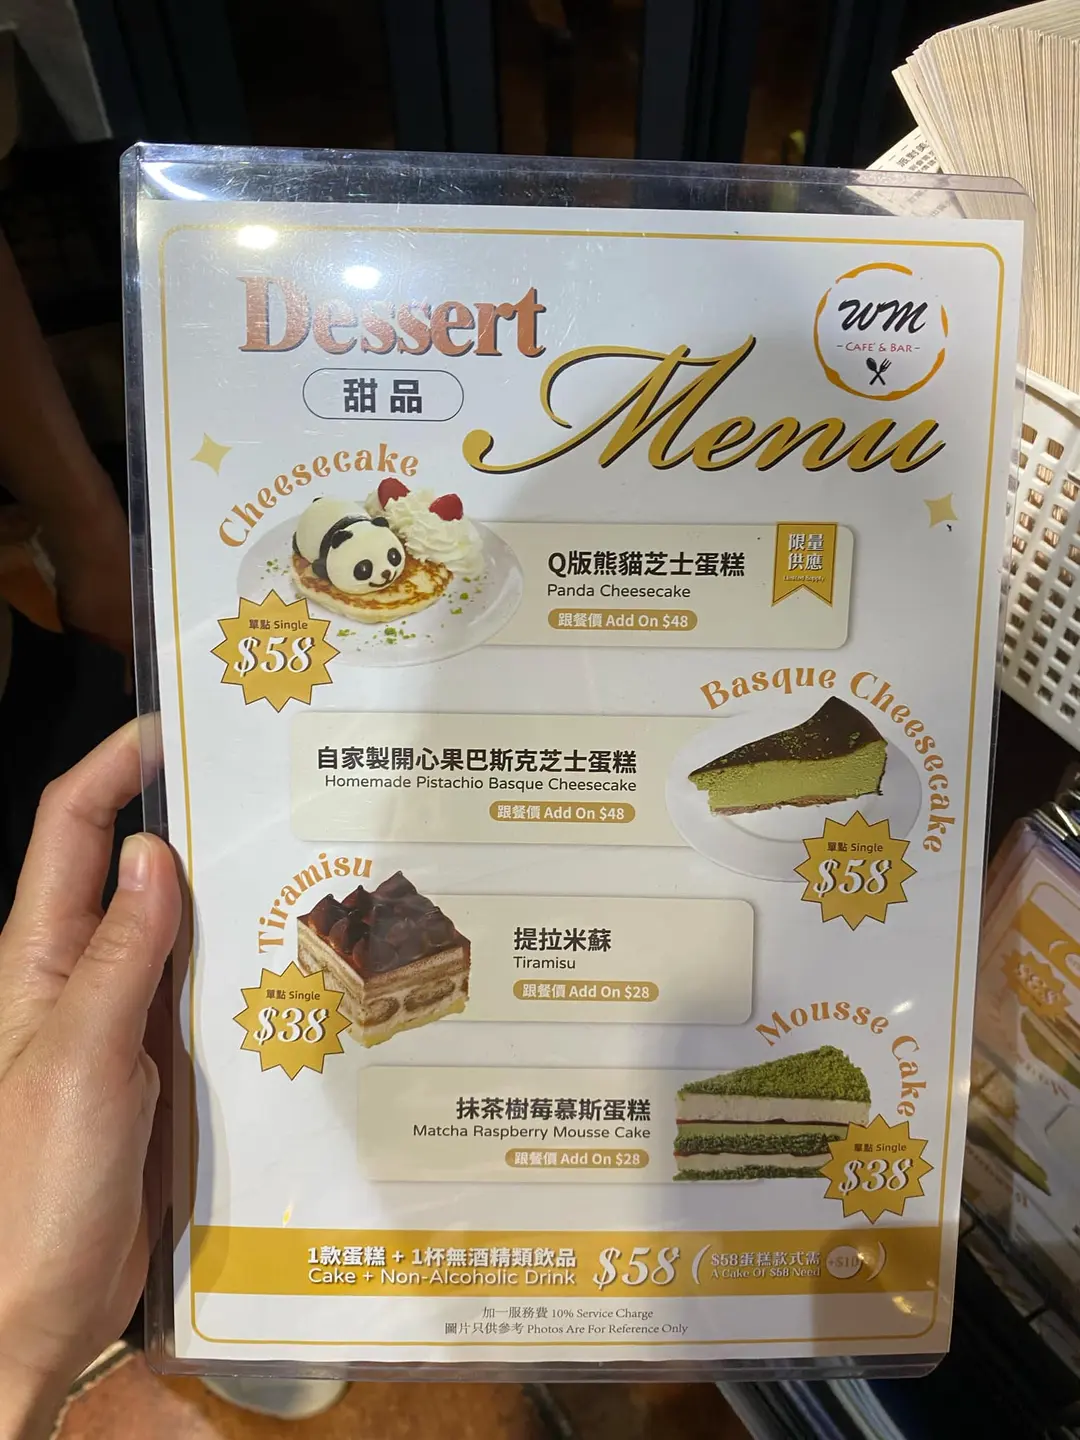 Dessert
甜品
Menu
WM
- CAFE & BAR -
Cheesecake
Q版熊貓芝士蛋糕
Panda Cheesecake
跟餐價 Add On $48
限量
供應
Limited Supply
單點 Single
$58
Basque Cheesecake
自家製開心果巴斯克芝士蛋糕
Homemade Pistachio Basque Cheesecake
跟餐價 Add On $48
單點 Single
$58
Tiramisu
提拉米蘇
Tiramisu
跟餐價 Add On $28
單點 Single
$38
Mousse Cake
抹茶樹莓慕斯蛋糕
Matcha Raspberry Mousse Cake
跟餐價 Add On $28
單點 Single
$38
1款蛋糕 + 1杯無酒精類飲品
Cake + Non-Alcoholic Drink
$58
$58蛋糕款式需
A Cake Of $58 Need
加一服務費 10% Service Charge
圖片只供參考 Photos Are For Reference Only